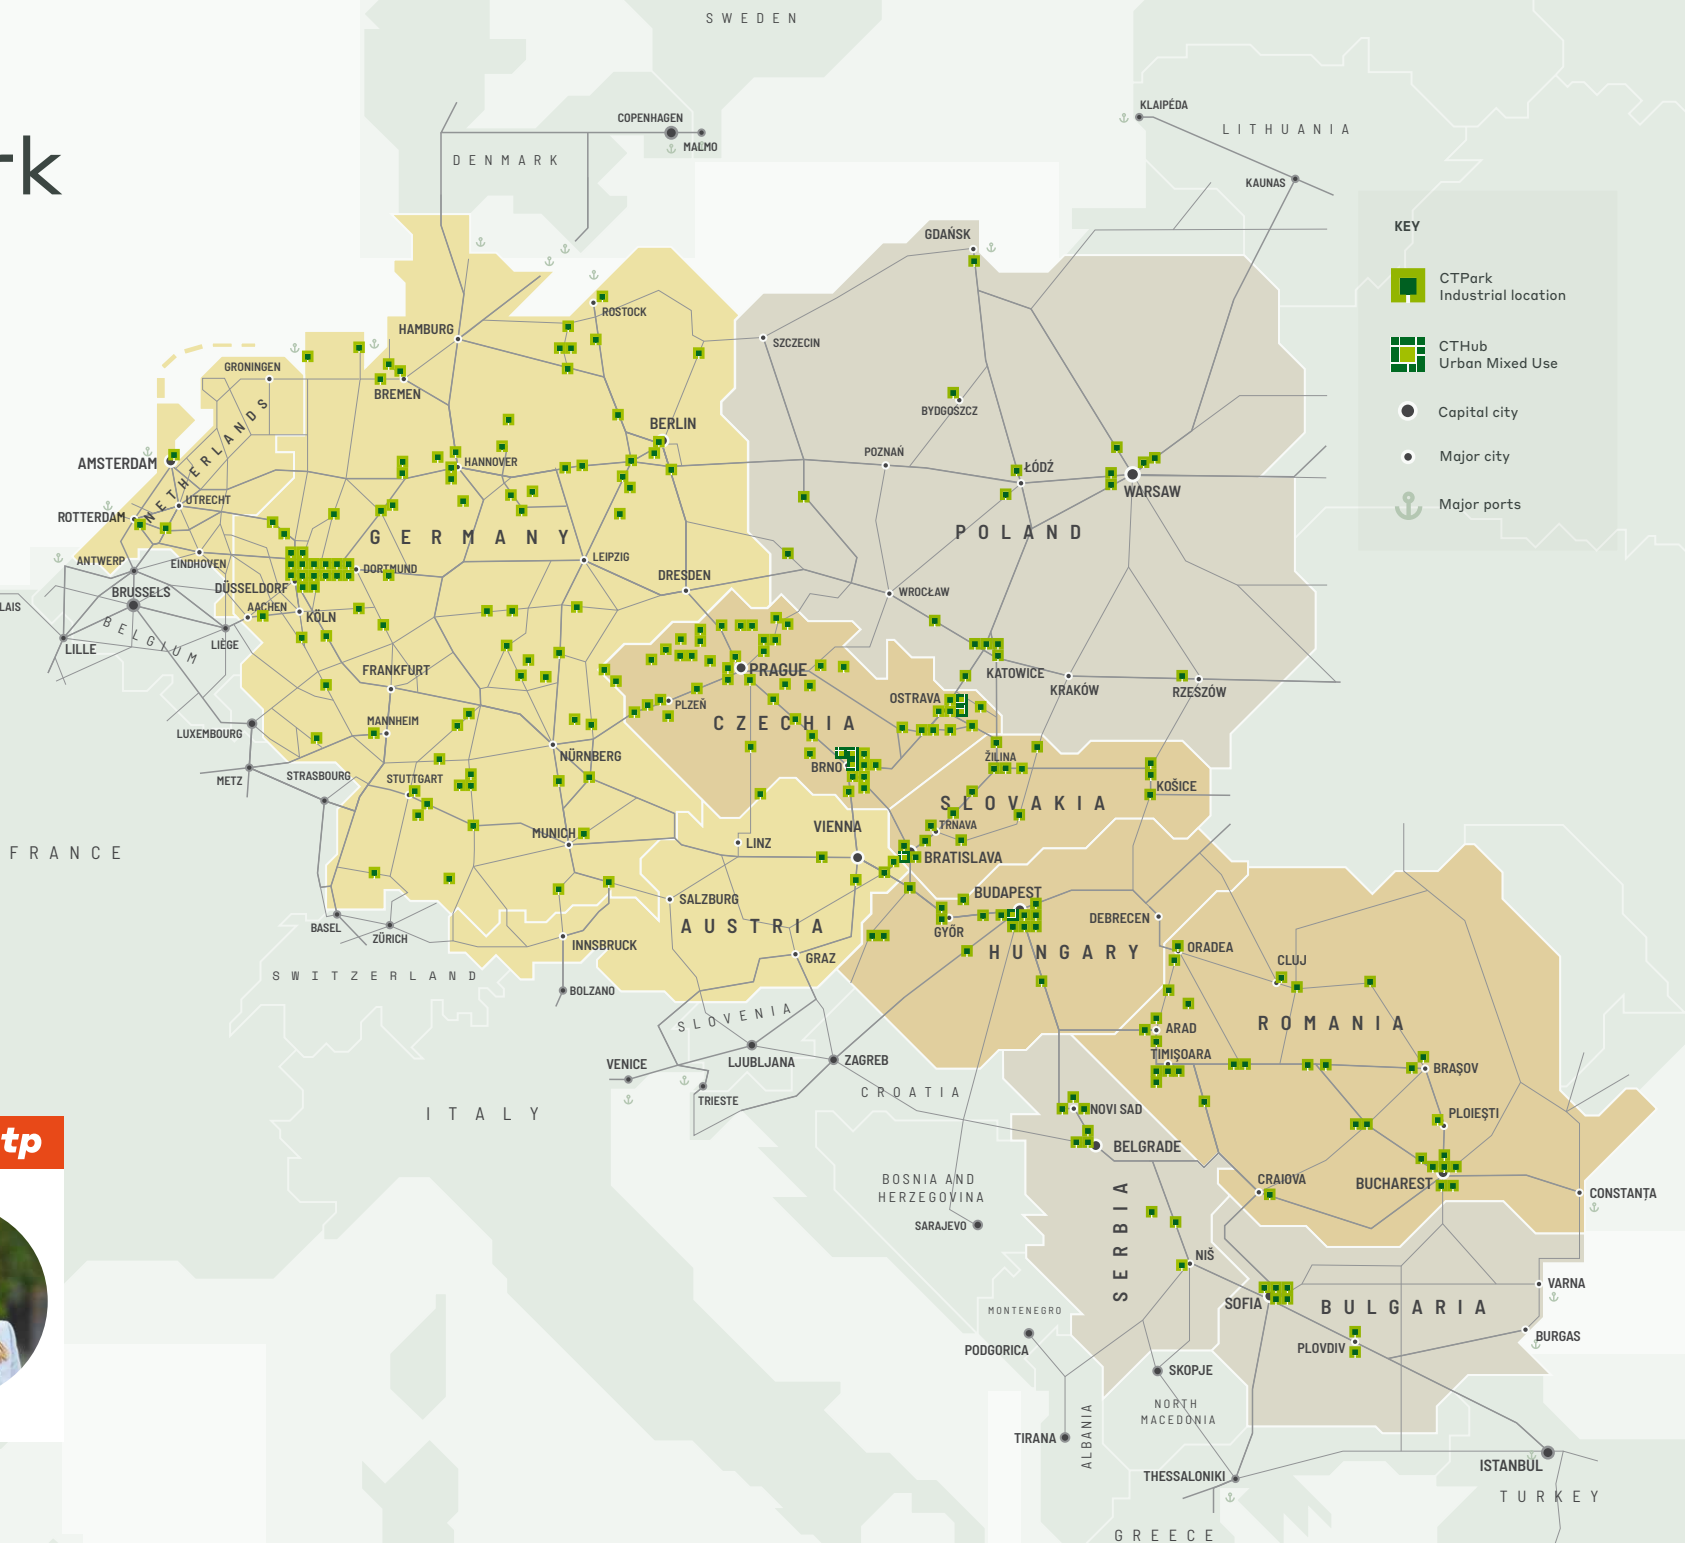 SWEDEN
KLAIPĖDA
COPENHAGEN
LITHUANIA
MALMO
DENMARK
rk
KAUNAS
KEY
GDAŃSK
CTPark
Industrial location
ROSTOCK
HAMBURG
SZCZECIN
CTHub
Urban Mixed Use
GRONINGEN
BREMEN
BYDGOSZCZ
Capital city
BERLIN
NETHERLANDS
POZNAŃ
AMSTERDAM
HANNOVER
ŁÓDŹ
Major city
WARSAW
UTRECHT
Major ports
ROTTERDAM
GERMANY
POLAND
ANTWERP
EINDHOVEN
LEIPZIG
DORTMUND
DRESDEN
BRUSSELS
DÜSSELDORF
WROCŁAW
LAIS
AACHEN
KÖLN
BELGIUM
LIÈGE
LILLE
FRANKFURT
PRAGUE
KATOWICE
KRAKÓW
RZESZÓW
OSTRAVA
PLZEŇ
MANNHEIM
CZECHIA
LUXEMBOURG
NÜRNBERG
ŽILINA
BRNO
METZ
STRASBOURG
STUTTGART
KOŠICE
SLOVAKIA
VIENNA
TRNAVA
MUNICH
LINZ
FRANCE
BRATISLAVA
BUDAPEST
SALZBURG
DEBRECEN
BASEL
AUSTRIA
GYŐR
ZÜRICH
INNSBRUCK
ORADEA
HUNGARY
GRAZ
CLUJ
SWITZERLAND
BOLZANO
SLOVENIA
ROMANIA
ARAD
TIMIȘOARA
VENICE
LJUBLJANA
ZAGREB
BRAȘOV
CROATIA
TRIESTE
NOVI SAD
ITALY
PLOIEȘTI
tp
BELGRADE
BOSNIA AND
HERZEGOVINA
CRAIOVA
BUCHAREST
CONSTANȚA
SARAJEVO
SERBIA
NIŠ
VARNA
SOFIA
BULGARIA
MONTENEGRO
BURGAS
PODGORICA
PLOVDIV
SKOPJE
NORTH
MACEDONIA
TIRANA
ALBANIA
ISTANBUL
THESSALONIKI
TURKEY
GREECE